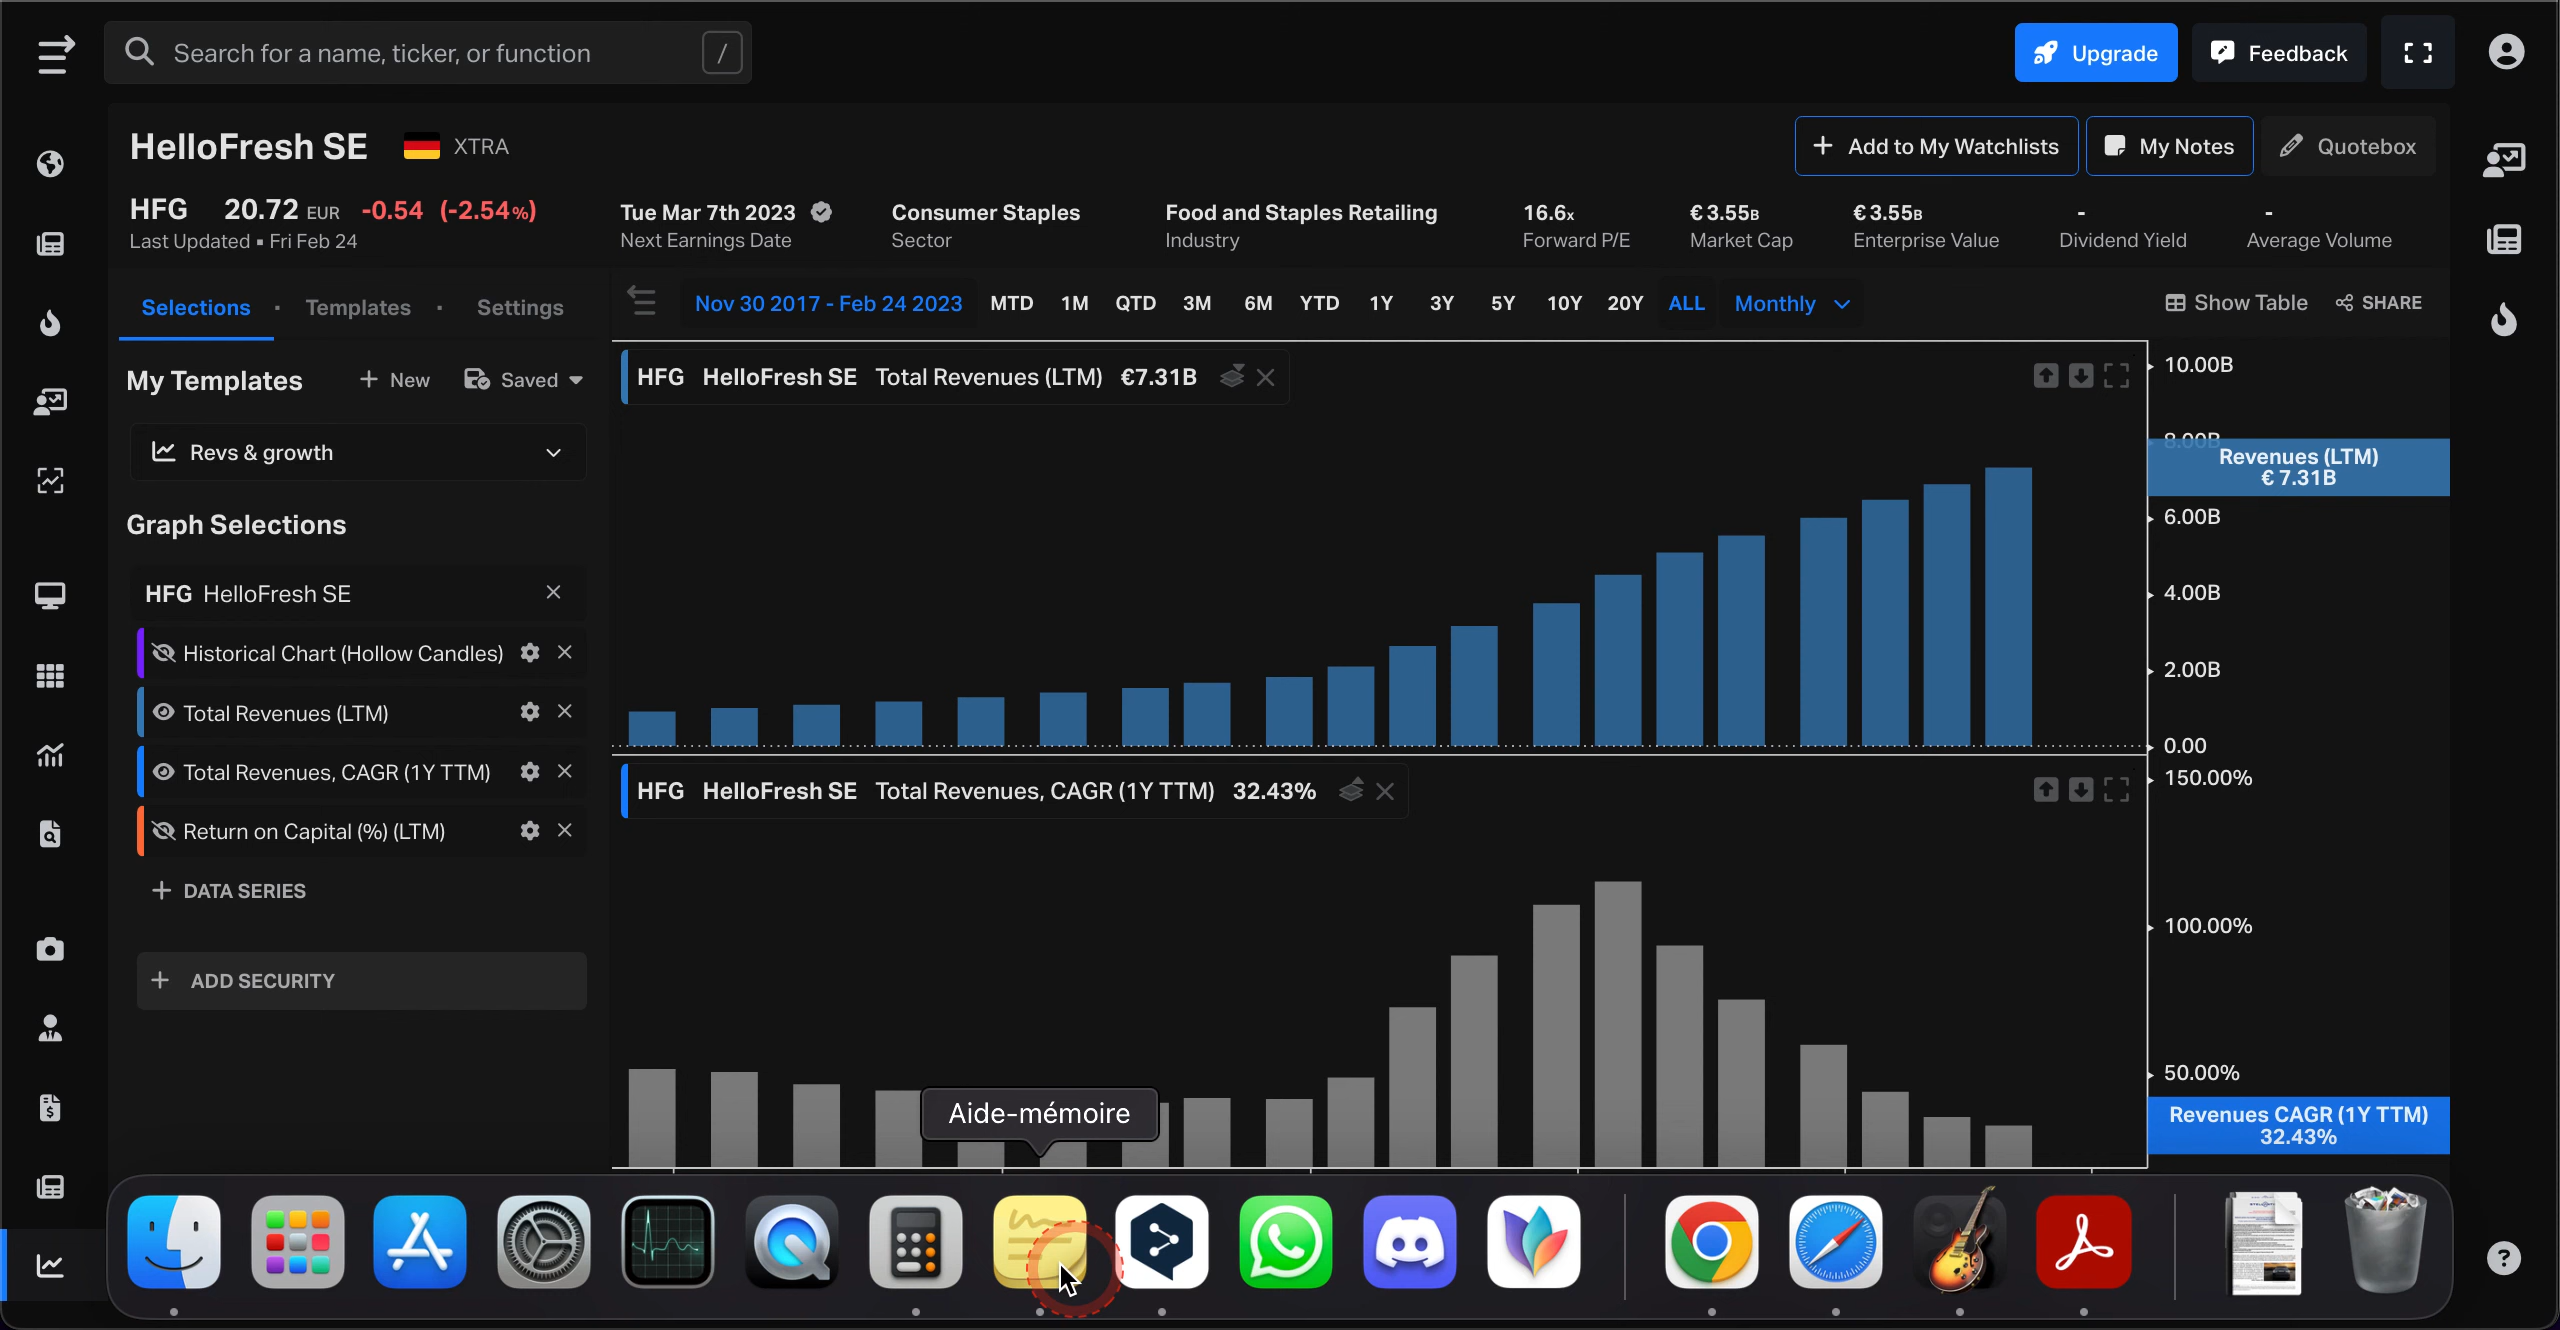 Search for a name, ticker, or function /
Upgrade
Feedback
HelloFresh SE XTRA
Add to My Watchlists
My Notes
Quotebox
HFG 20.72 EUR -0.54 (-2.54%)
Last Updated ▪ Fri Feb 24
Tue Mar 7th 2023
Next Earnings Date
Consumer Staples
Sector
Food and Staples Retailing
Industry
16.6x
Forward P/E
€3.55B
Market Cap
€3.55B
Enterprise Value
-
Dividend Yield
-
Average Volume
Selections · Templates · Settings
Nov 30 2017 - Feb 24 2023 MTD 1M QTD 3M 6M YTD 1Y 3Y 5Y 10Y 20Y ALL Monthly
Show Table SHARE
My Templates + New Saved
Revs & growth
Graph Selections
HFG HelloFresh SE
Historical Chart (Hollow Candles)
Total Revenues (LTM)
Total Revenues, CAGR (1Y TTM)
Return on Capital (%) (LTM)
+ DATA SERIES
+ ADD SECURITY
HFG HelloFresh SE Total Revenues (LTM) €7.31B
10.00B
8.00B
Revenues (LTM)
€ 7.31B
6.00B
4.00B
2.00B
0.00
HFG HelloFresh SE Total Revenues, CAGR (1Y TTM) 32.43%
150.00%
100.00%
50.00%
Revenues CAGR (1Y TTM)
32.43%
Aide-mémoire